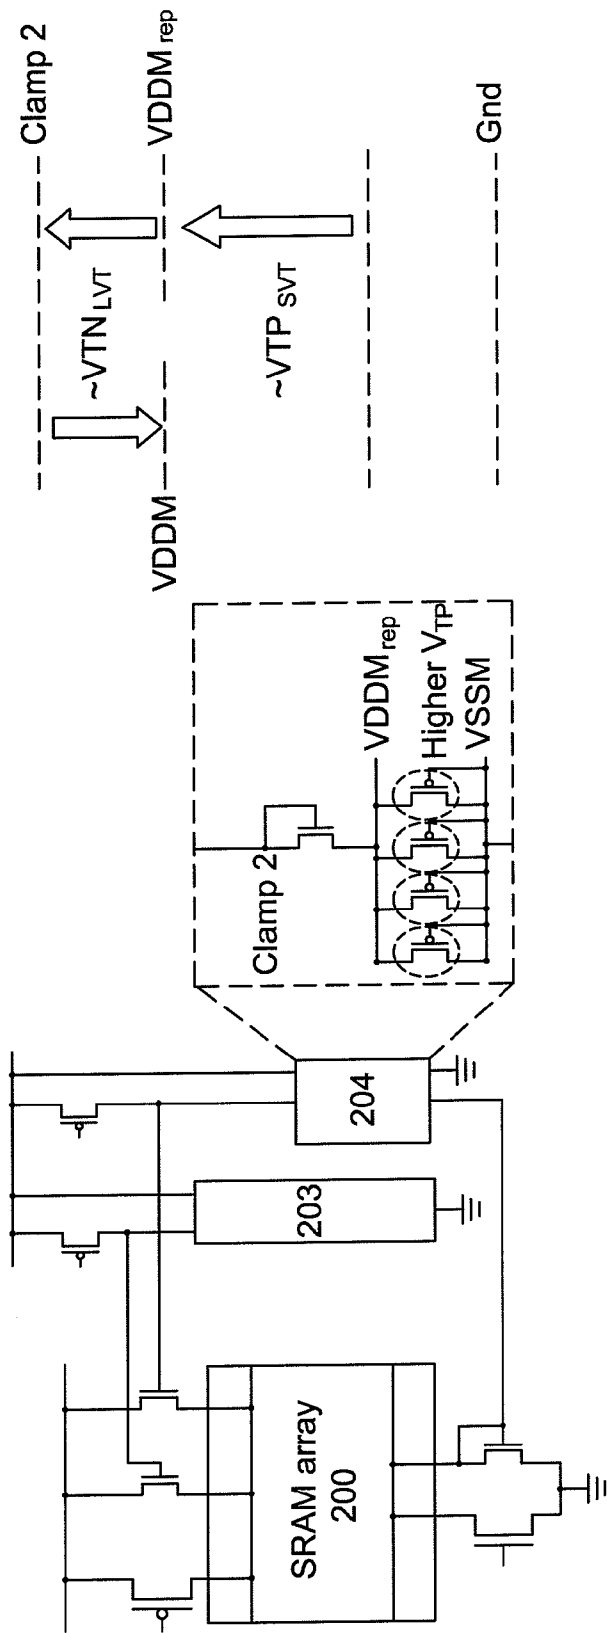 SRAM array
200
203
204
Clamp 2
VDDMrep
Higher VTP
VSSM
VDDM
~VTNLVT
~VTPSVT
Clamp 2
VDDMrep
Gnd